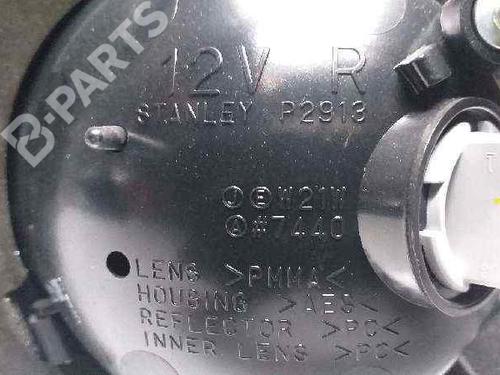 B-PARTS
12V R
STANLEY P2913
Ⓙ Ⓔ W21W
Ⓐ #7440
LENS >PMMA<
HOUSING >AES<
REFLECTOR >PC<
INNER LENS >PC<